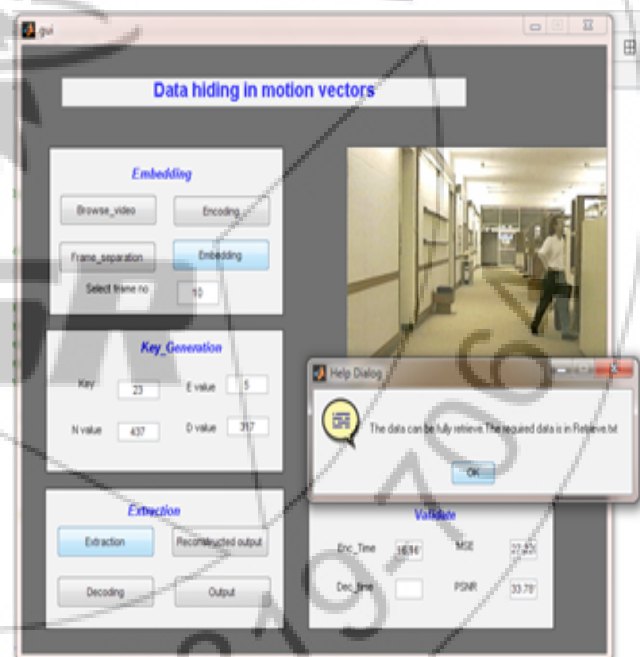 gui
Data hiding in motion vectors
Embedding
Browse_video
Encoding
Frame_separation
Embedding
Select frame no
10
Key_Generation
Key
23
E value
5
N value
437
D value
317
Help Dialog
The data can be fully retrieve.The required data is in Retrieve.txt
OK
Extraction
Extraction
Reconstructed output
Decoding
Output
Validate
Enc_Time
MSE
Dec_time
PSNR
33.78